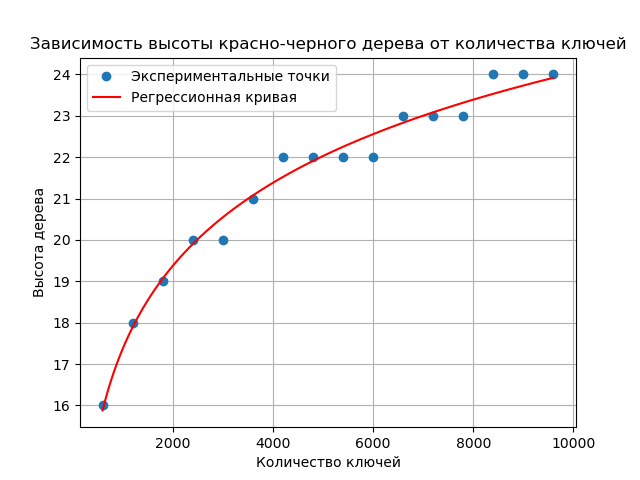 Зависимость высоты красно-черного дерева от количества ключей
Экспериментальные точки
Регрессионная кривая
Высота дерева
24
23
22
21
20
19
18
17
16
2000
4000
6000
8000
10000
Количество ключей